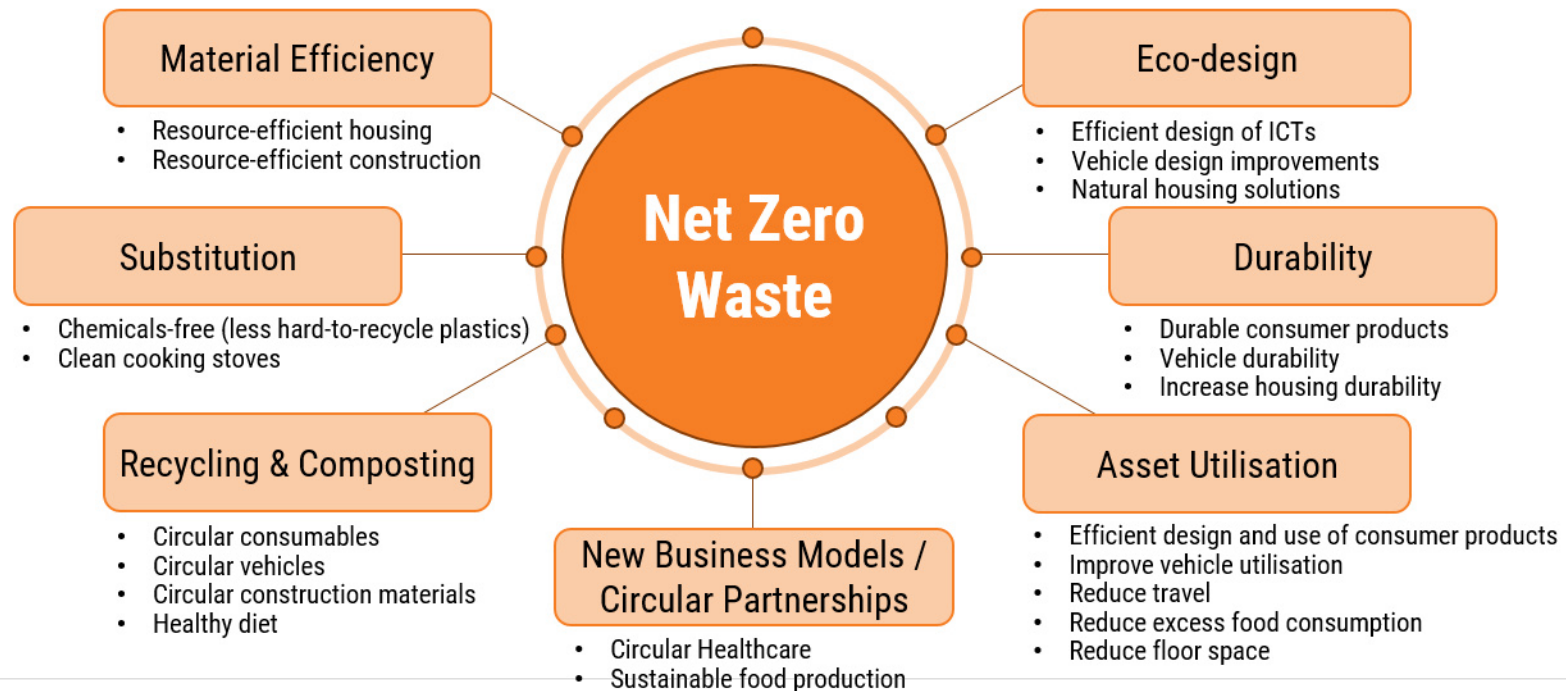 Material Efficiency
• Resource-efficient housing
• Resource-efficient construction
Substitution
• Chemicals-free (less hard-to-recycle plastics)
• Clean cooking stoves
Recycling & Composting
• Circular consumables
• Circular vehicles
• Circular construction materials
• Healthy diet
Net Zero
Waste
New Business Models /
Circular Partnerships
• Circular Healthcare
• Sustainable food production
Eco-design
• Efficient design of ICTs
• Vehicle design improvements
• Natural housing solutions
Durability
• Durable consumer products
• Vehicle durability
• Increase housing durability
Asset Utilisation
• Efficient design and use of consumer products
• Improve vehicle utilisation
• Reduce travel
• Reduce excess food consumption
• Reduce floor space